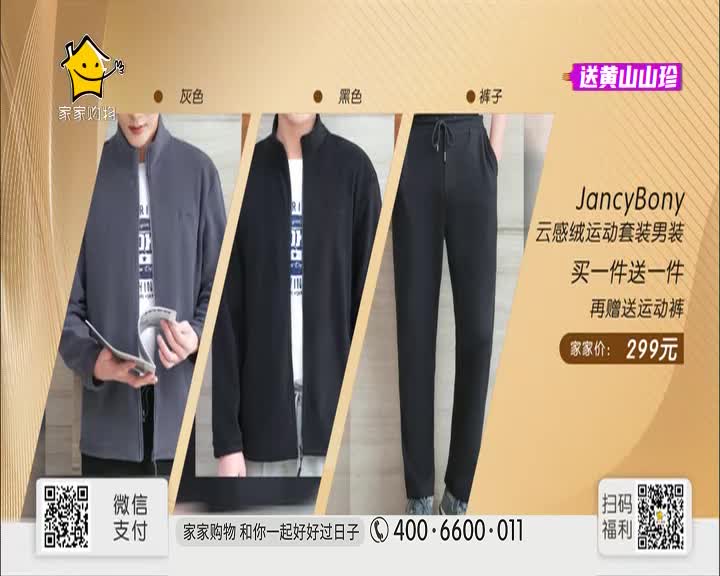 家家购物
灰色
黑色
裤子
送黄山山珍
JancyBony
云感绒运动套装男装
买一件送一件
再赠送运动裤
家家价: 299元
微信
支付
家家购物 和你一起好好过日子
400·6600·011
扫码
福利